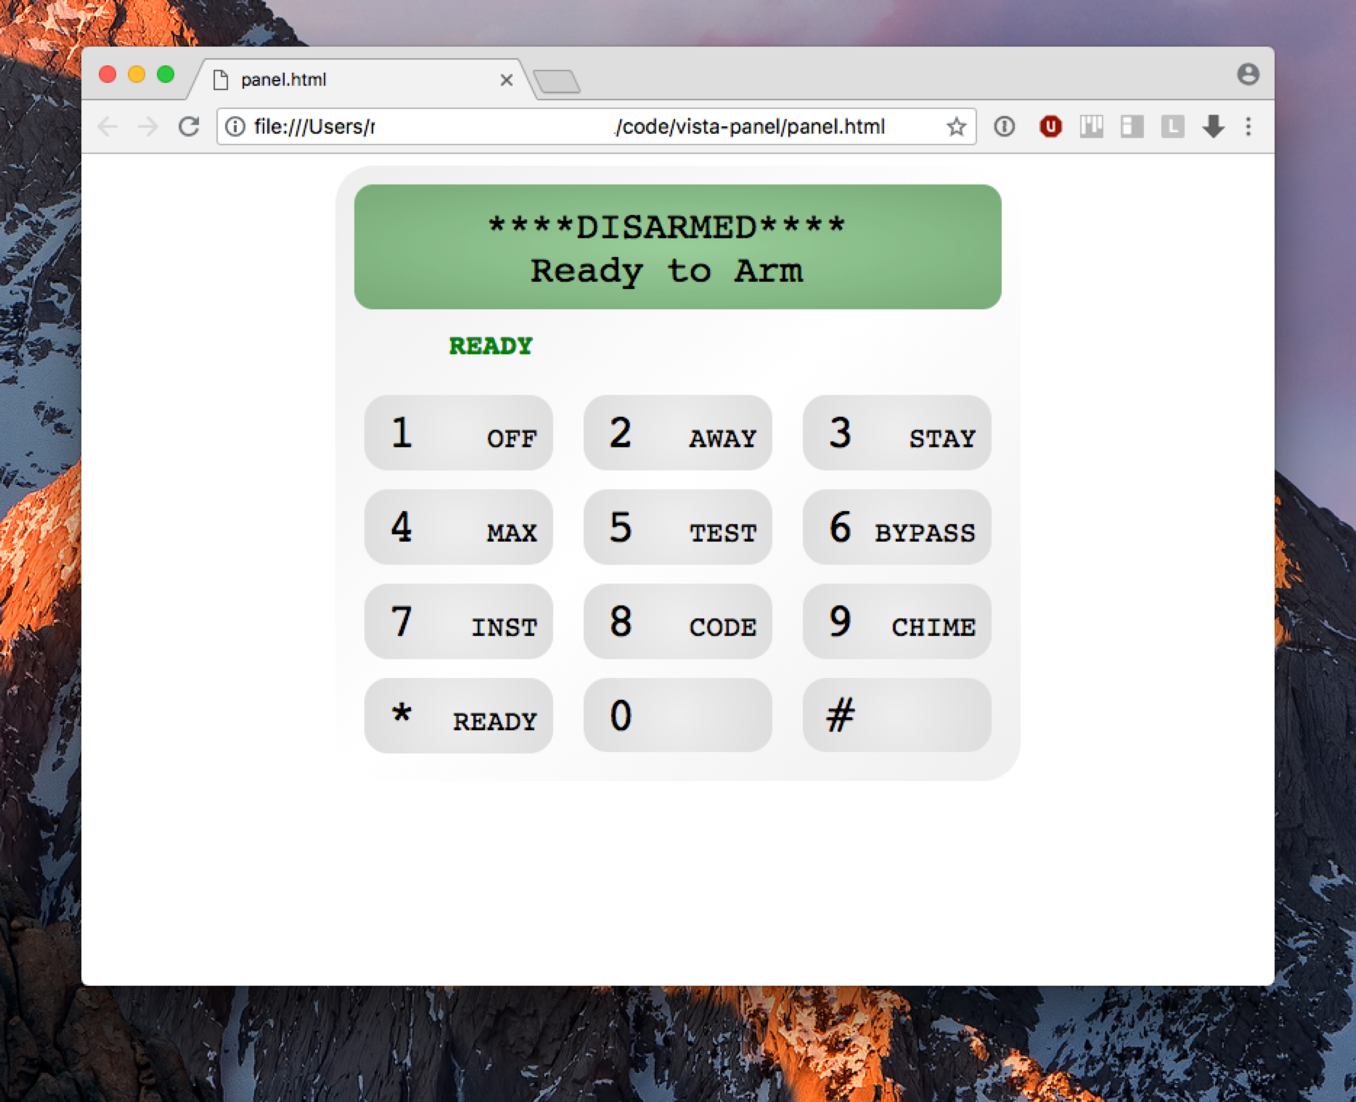 panel.html
file:///Users/r /code/vista-panel/panel.html
****DISARMED****
Ready to Arm
READY
1 OFF
2 AWAY
3 STAY
4 MAX
5 TEST
6 BYPASS
7 INST
8 CODE
9 CHIME
* READY
0
#